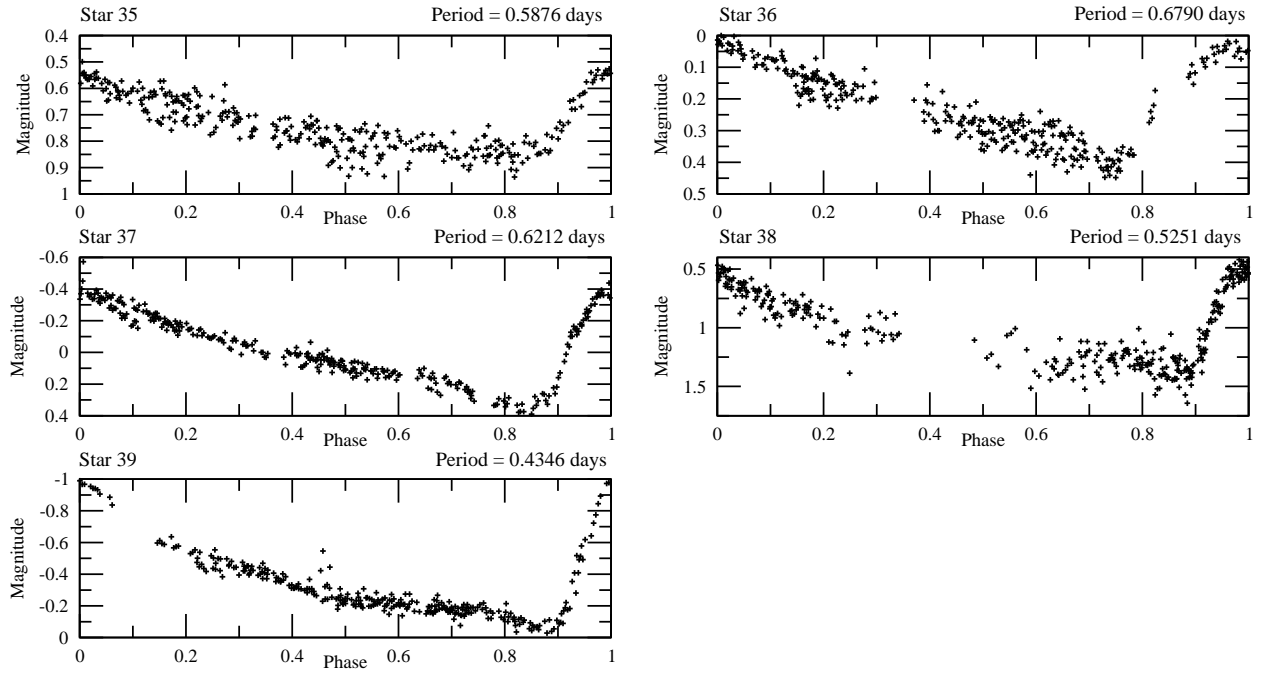 Star 35 Period = 0.5876 days
0.4
0.5
0.6
0.7
0.8
0.9
1
Magnitude
0 0.2 0.4 0.6 0.8 1
Phase
Star 36 Period = 0.6790 days
0
0.1
0.2
0.3
0.4
0.5
Magnitude
0 0.2 0.4 0.6 0.8 1
Phase
Star 37 Period = 0.6212 days
-0.6
-0.4
-0.2
0
0.2
0.4
Magnitude
0 0.2 0.4 0.6 0.8 1
Phase
Star 38 Period = 0.5251 days
0.5
1
1.5
Magnitude
0 0.2 0.4 0.6 0.8 1
Phase
Star 39 Period = 0.4346 days
-1
-0.8
-0.6
-0.4
-0.2
0
Magnitude
0 0.2 0.4 0.6 0.8 1
Phase